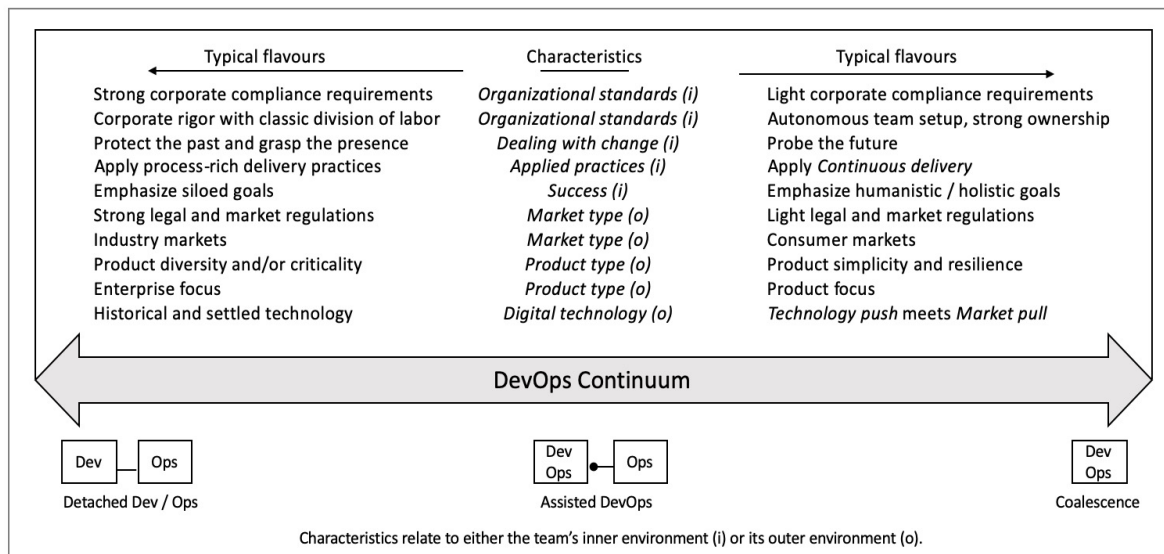 Typical flavours Characteristics Typical flavours
Strong corporate compliance requirements Organizational standards (i) Light corporate compliance requirements
Corporate rigor with classic division of labor Organizational standards (i) Autonomous team setup, strong ownership
Protect the past and grasp the presence Dealing with change (i) Probe the future
Apply process-rich delivery practices Applied practices (i) Apply Continuous delivery
Emphasize siloed goals Success (i) Emphasize humanistic / holistic goals
Strong legal and market regulations Market type (o) Light legal and market regulations
Industry markets Market type (o) Consumer markets
Product diversity and/or criticality Product type (o) Product simplicity and resilience
Enterprise focus Product type (o) Product focus
Historical and settled technology Digital technology (o) Technology push meets Market pull
DevOps Continuum
Dev Ops
Detached Dev / Ops
Dev
Ops
Ops
Assisted DevOps
Dev
Ops
Coalescence
Characteristics relate to either the team's inner environment (i) or its outer environment (o).